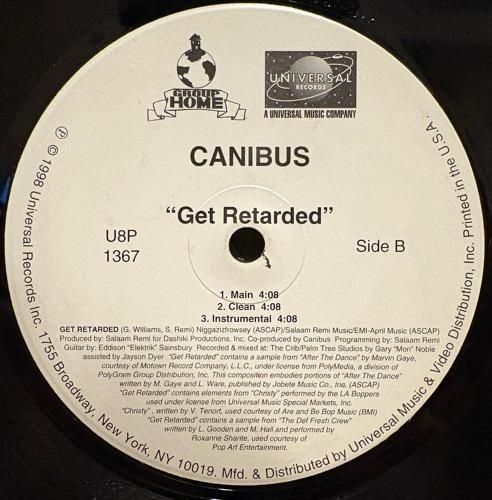 GROUP
HOME
UNIVERSAL
RECORDS
A UNIVERSAL MUSIC COMPANY
CANIBUS
“Get Retarded”
U8P
1367
Side B
1. Main 4:08
2. Clean 4:08
3. Instrumental 4:08
GET RETARDED (G. Williams, S. Remi) Niggazizfrowsey (ASCAP)/Salaam Remi Music/EMI-April Music (ASCAP)
Produced by: Salaam Remi for Dashiki Productions, Inc. Co-produced by Canibus Programming by: Salaam Remi
Guitar by: Eddison “Elektrik” Sainsbury Recorded & mixed at: The Crib/Palm Tree Studios by Gary “Mon” Noble
assisted by Jayson Dyer “Get Retarded” contains a sample from “After The Dance” by Marvin Gayè,
courtesy of Motown Record Company, L.L.C., under license from PolyMedia, a division of
PolyGram Group Distribution, Inc. This composition embodies portions of “After The Dance”
written by M. Gaye and L. Ware, published by Jobete Music Co., Inc. (ASCAP)
“Get Retarded” contains elements from “Christy” performed by the LA Boppers
used under license from Universal Music Special Markets, Inc.
“Christy” , written by V. Tenort, used courtesy of Are and Be Bop Music (BMI)
“Get Retarded” contains a sample from “The Def Fresh Crew”
written by L. Gooden and M. Hall and performed by
Roxanne Shante, used courtesy of
Pop Art Entertainment.
℗ © 1998 Universal Records Inc. 1755 Broadway, New York, NY 10019. Mfd. & Distributed by Universal Music & Video Distribution, Inc. Printed in the U.S.A.